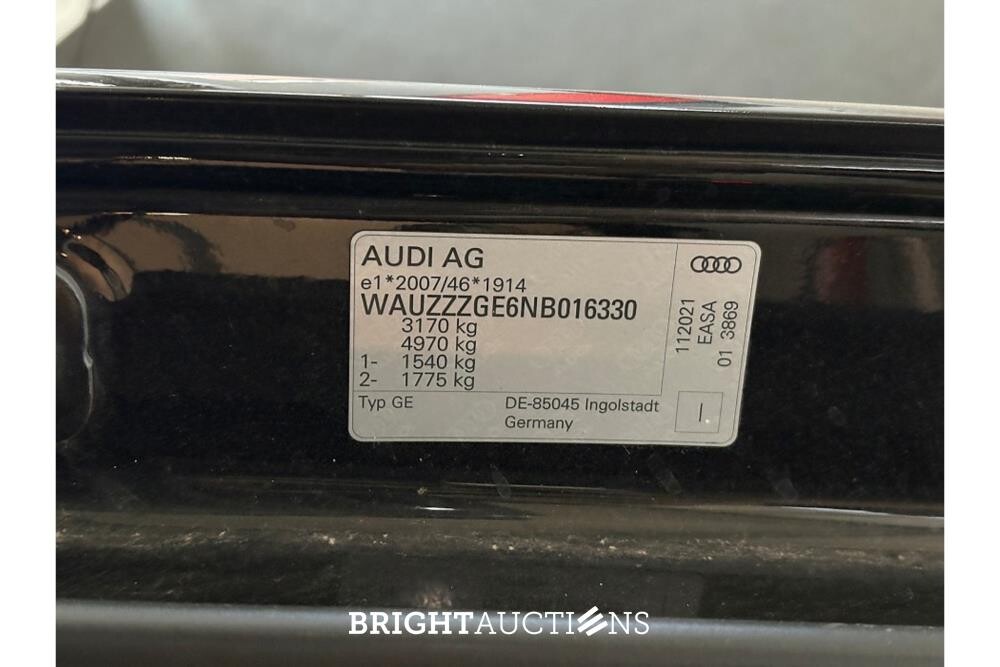 AUDI AG
e1*2007/46*1914
WAUZZZGE6NB016330
3170 kg
4970 kg
1- 1540 kg
2- 1775 kg
Typ GE
DE-85045 Ingolstadt
Germany
112021
EASA
01 3869
I
BRIGHTAUCTIONS